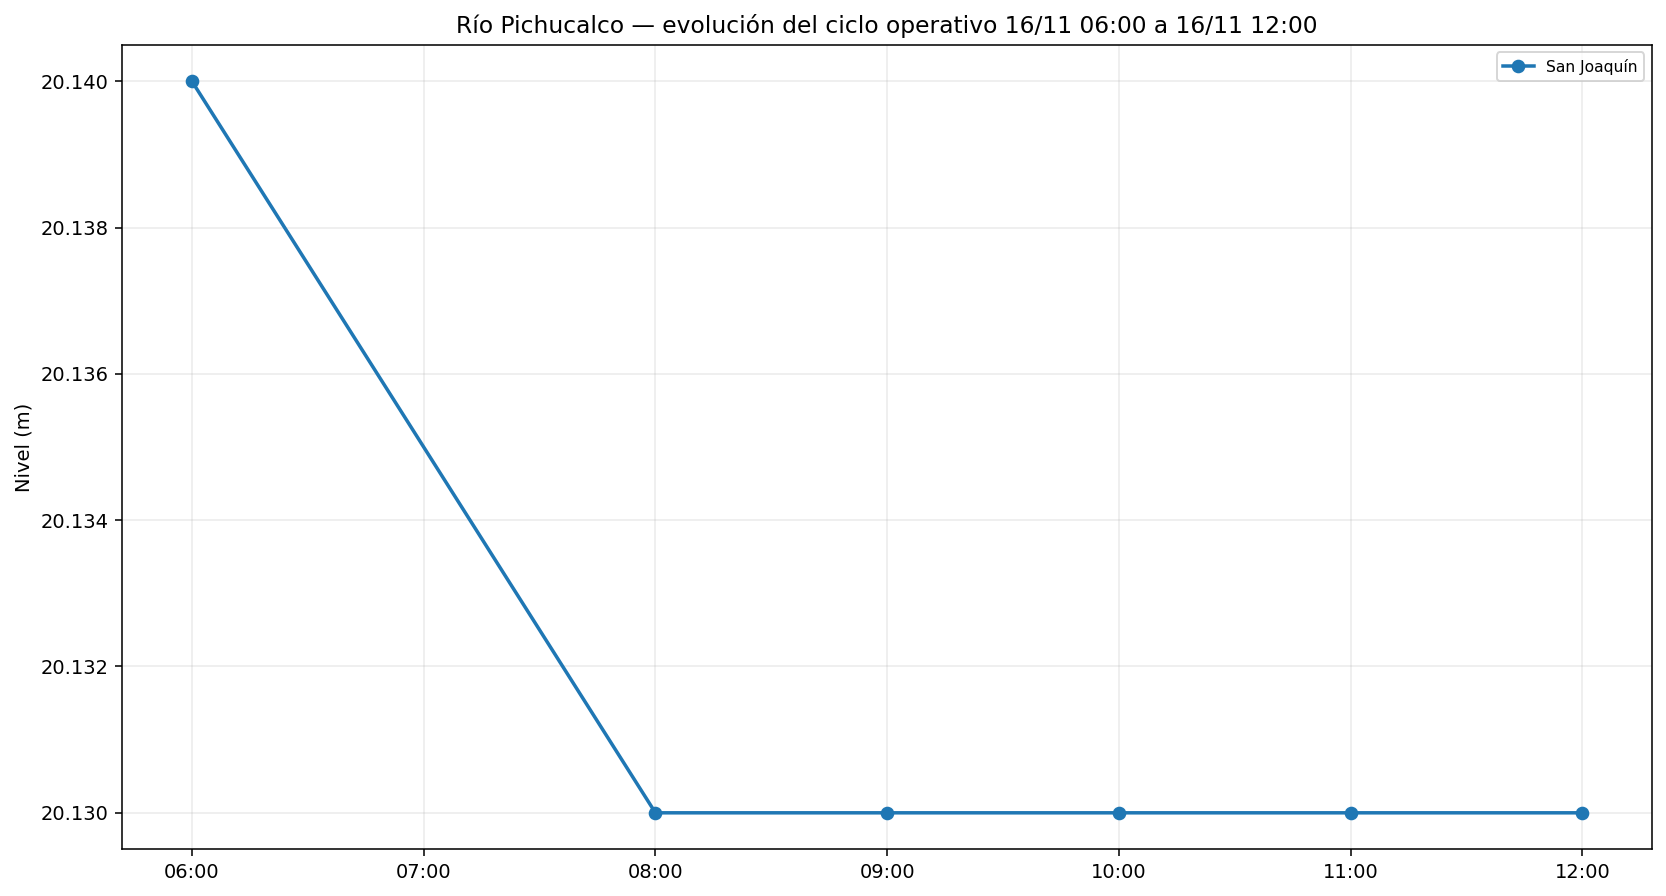 Río Pichucalco — evolución del ciclo operativo 16/11 06:00 a 16/11 12:00
San Joaquín
Nivel (m)
20.140
20.138
20.136
20.134
20.132
20.130
06:00 07:00 08:00 09:00 10:00 11:00 12:00